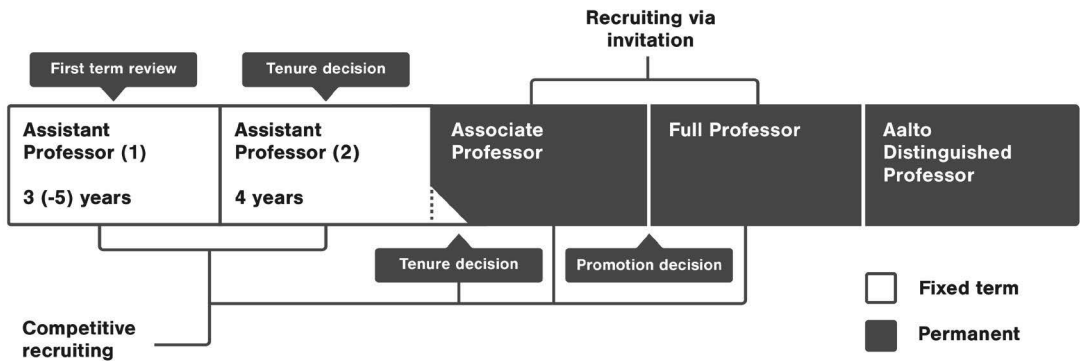 Recruiting via
invitation
First term review
Tenure decision
Assistant
Professor (1)
3 (-5) years
Assistant
Professor (2)
4 years
Associate
Professor
Full Professor
Aalto
Distinguished
Professor
Tenure decision
Promotion decision
Fixed term
Permanent
Competitive
recruiting